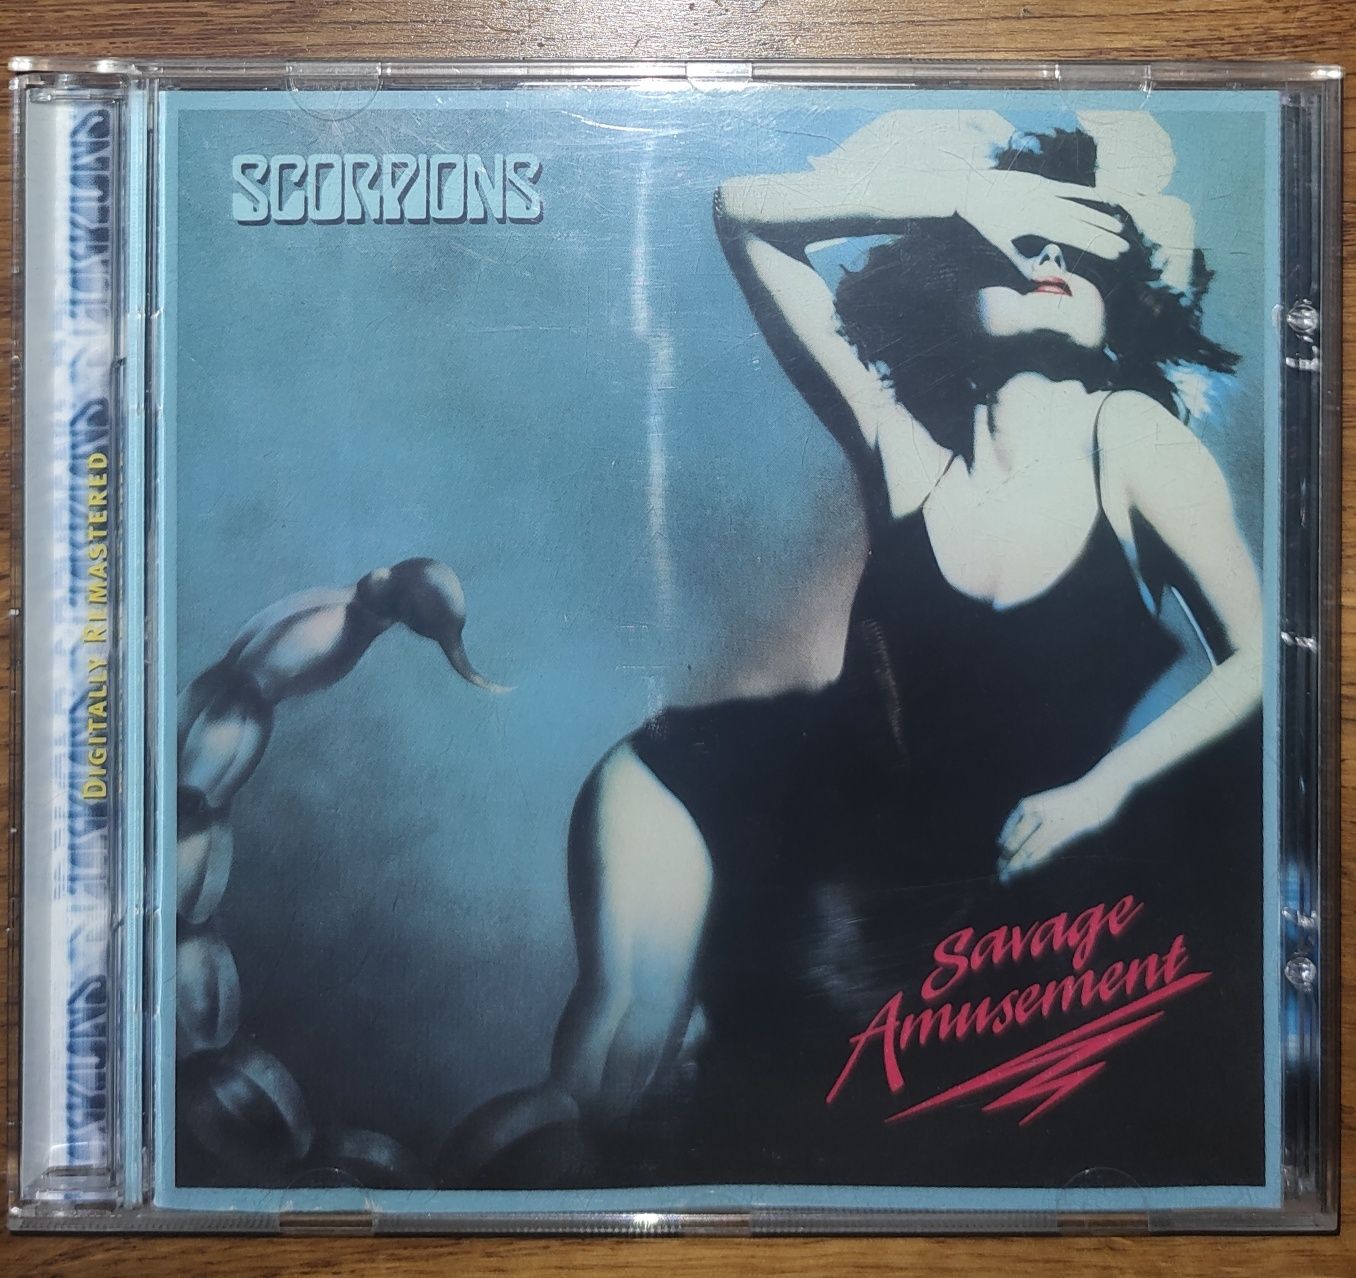 SCORPIONS
DIGITALLY REMASTERED
Savage
Amusement